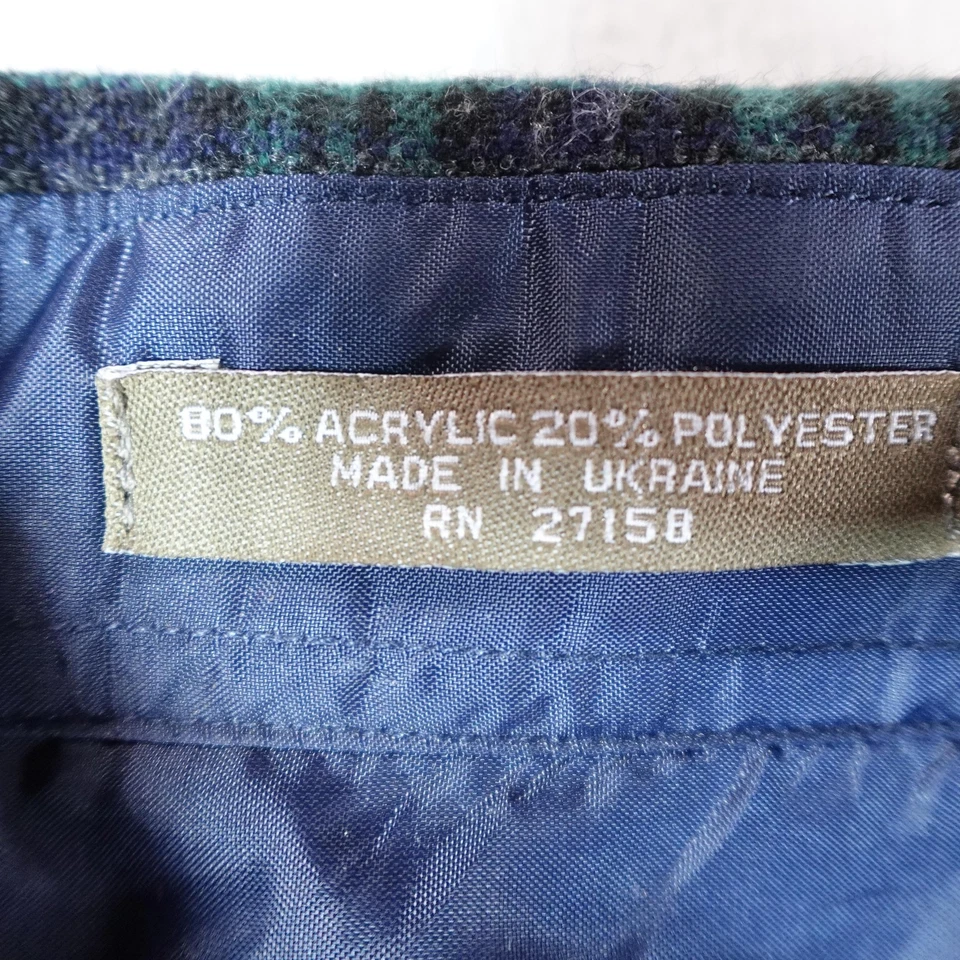 80% ACRYLIC 20% POLYESTER
MADE IN UKRAINE
RN 27158